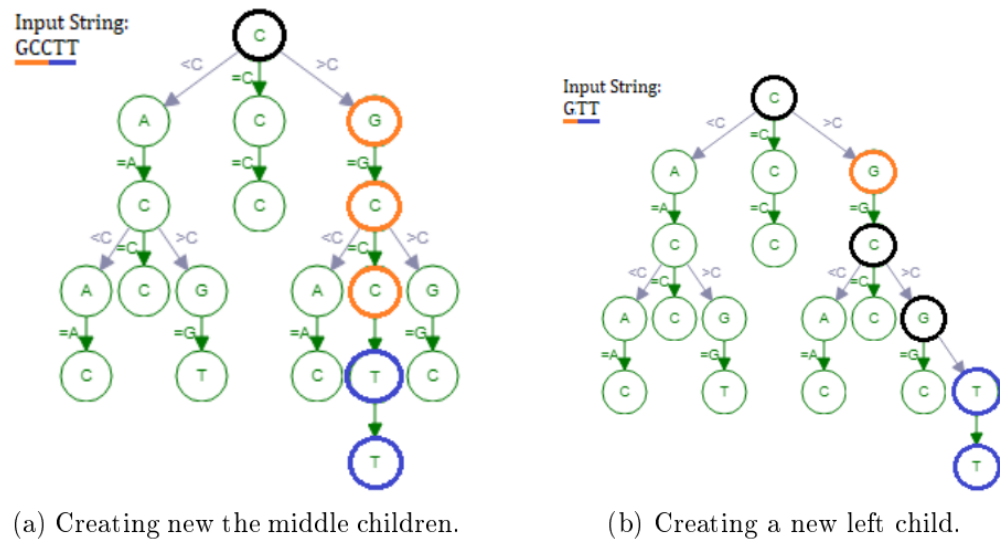 Input String:
GCCTT
C
<C
=C
>C
A
C
G
=A
=C
=G
C
C
C
<C
=C
>C
<C
=C
>C
A
C
G
A
C
G
=A
=G
=A
=G
C
T
C
T
C
T
(a) Creating new the middle children.
Input String:
GTT
C
<C
=C
>C
A
C
G
=A
=C
=G
C
C
C
<C
=C
>C
<C
=C
>C
A
C
G
A
C
G
=A
=G
=A
=G
C
T
C
C
T
T
(b) Creating a new left child.